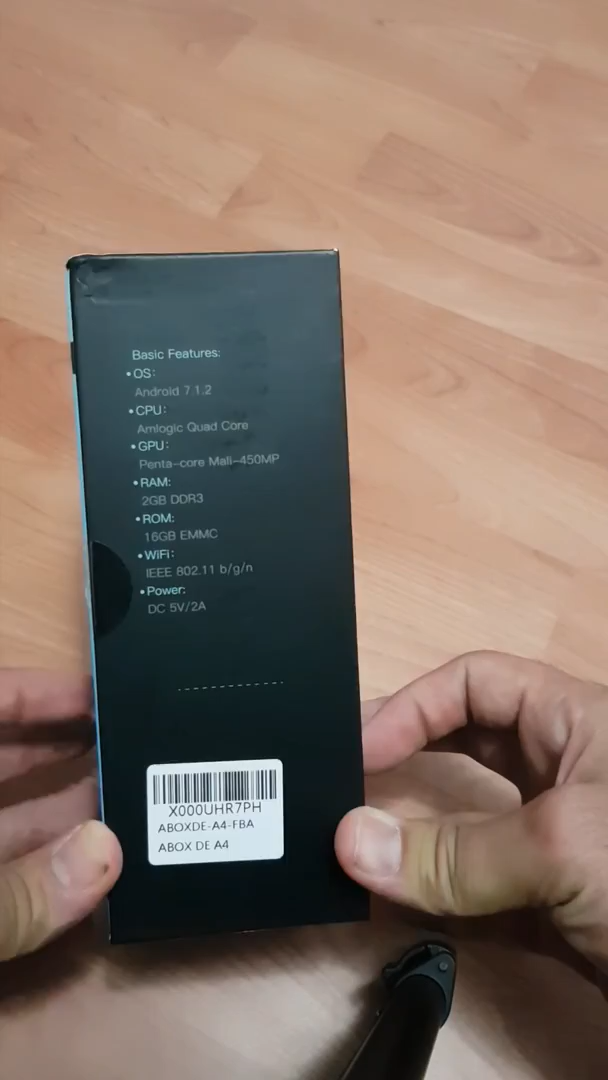 Basic Features:
•OS:
Android 7.1.2
•CPU:
Amlogic Quad Core
•GPU:
Penta-core Mali-450MP
•RAM:
2GB DDR3
•ROM:
16GB EMMC
•WiFi:
IEEE 802.11 b/g/n
•Power:
DC 5V/2A
X000UHR7PH
ABOXDE-A4-FBA
ABOX DE A4